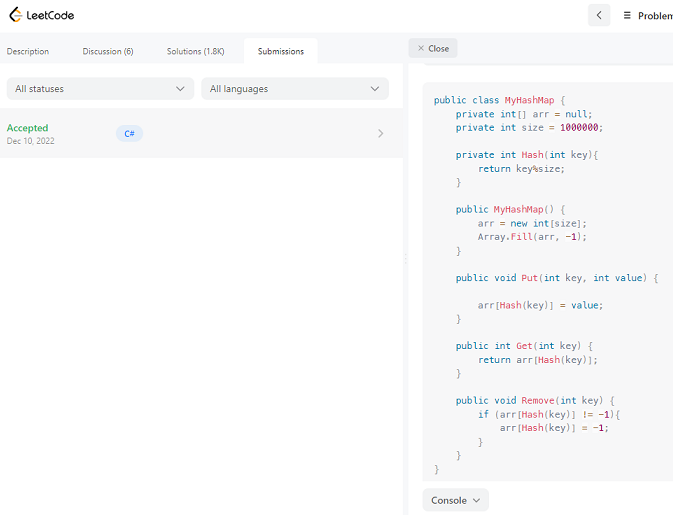 LeetCode
Problem
Description Discussion (6) Solutions (1.8K) Submissions
Close
All statuses All languages
Accepted
Dec 10, 2022
C#
public class MyHashMap {
    private int[] arr = null;
    private int size = 1000000;
    private int Hash(int key){
        return key%size;
    }
    public MyHashMap() {
        arr = new int[size];
        Array.Fill(arr, -1);
    }
    public void Put(int key, int value) {
        arr[Hash(key)] = value;
    }
    public int Get(int key) {
        return arr[Hash(key)];
    }
    public void Remove(int key) {
        if (arr[Hash(key)] != -1){
            arr[Hash(key)] = -1;
        }
    }
}
Console